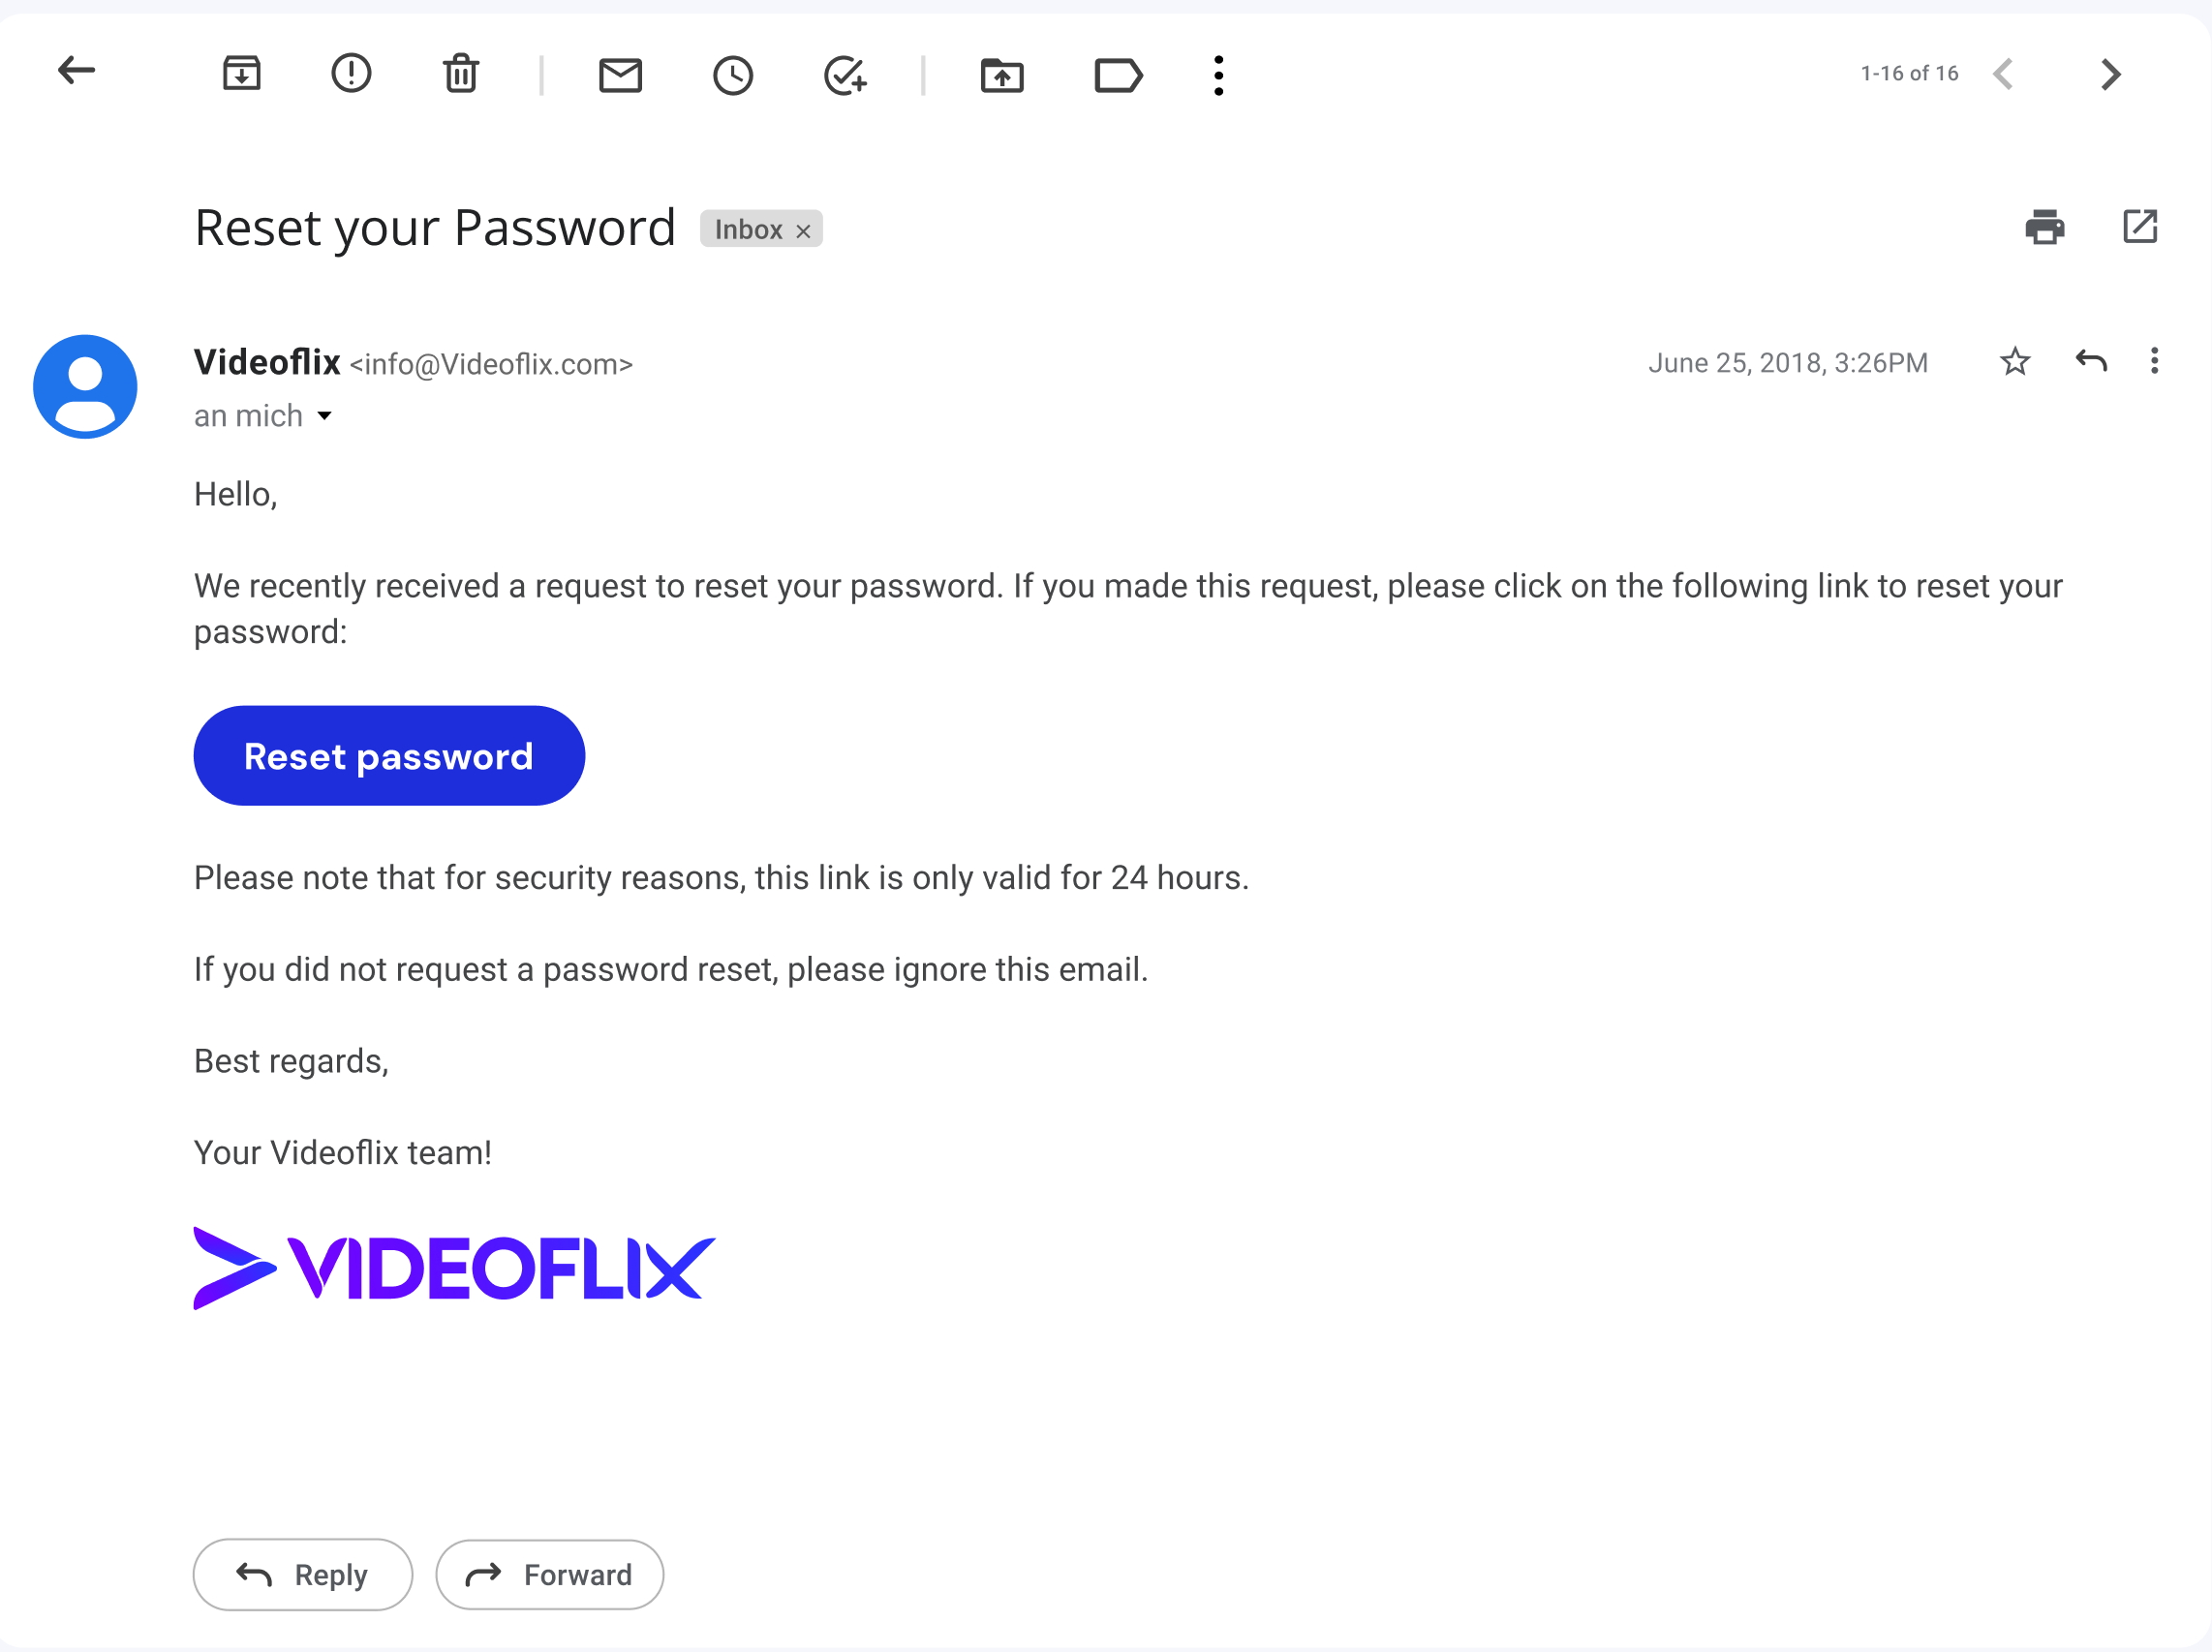 1-16 of 16
Reset your Password Inbox ×
Videoflix <info@Videoflix.com> June 25, 2018, 3:26PM
an mich
Hello,
We recently received a request to reset your password. If you made this request, please click on the following link to reset your
password:
Reset password
Please note that for security reasons, this link is only valid for 24 hours.
If you did not request a password reset, please ignore this email.
Best regards,
Your Videoflix team!
VIDEOFLIX
Reply Forward